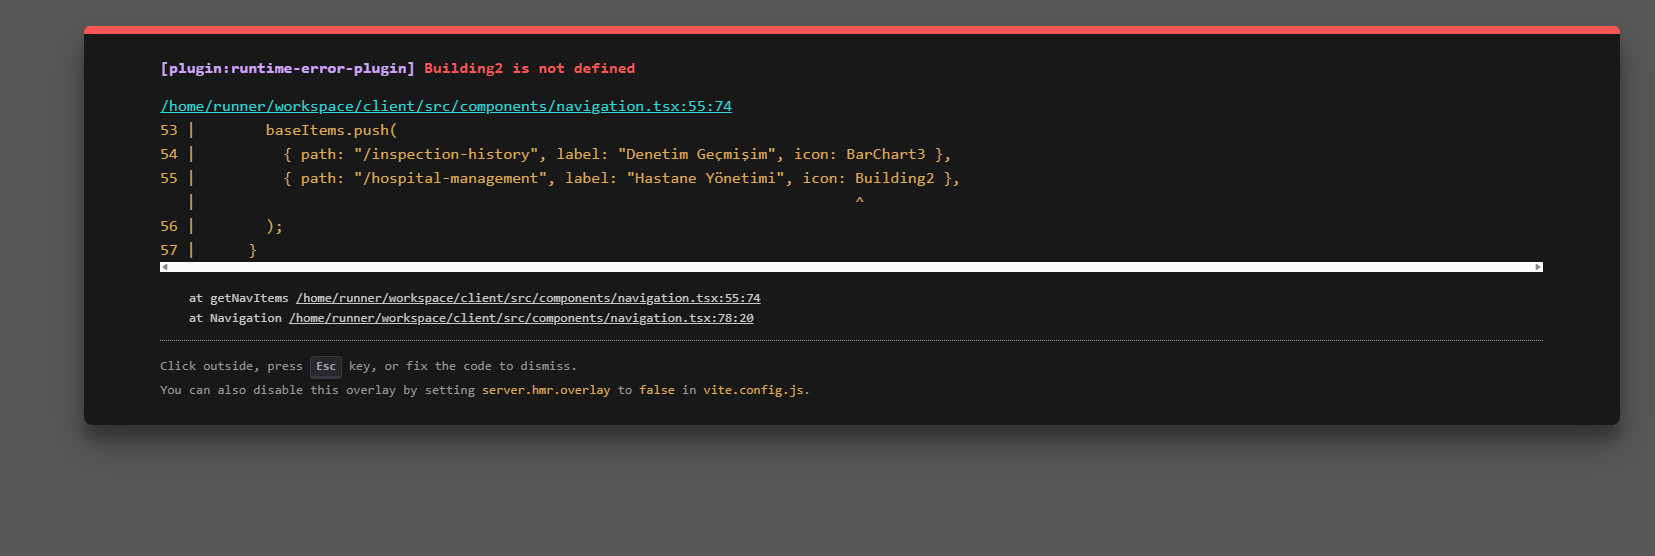 [plugin:runtime-error-plugin] Building2 is not defined
/home/runner/workspace/client/src/components/navigation.tsx:55:74
53 |        baseItems.push(
54 |          { path: "/inspection-history", label: "Denetim Geçmişim", icon: BarChart3 },
55 |          { path: "/hospital-management", label: "Hastane Yönetimi", icon: Building2 },
   |                                                                           ^
56 |        );
57 |      }
at getNavItems /home/runner/workspace/client/src/components/navigation.tsx:55:74
at Navigation /home/runner/workspace/client/src/components/navigation.tsx:78:20
Click outside, press Esc key, or fix the code to dismiss.
You can also disable this overlay by setting server.hmr.overlay to false in vite.config.js.